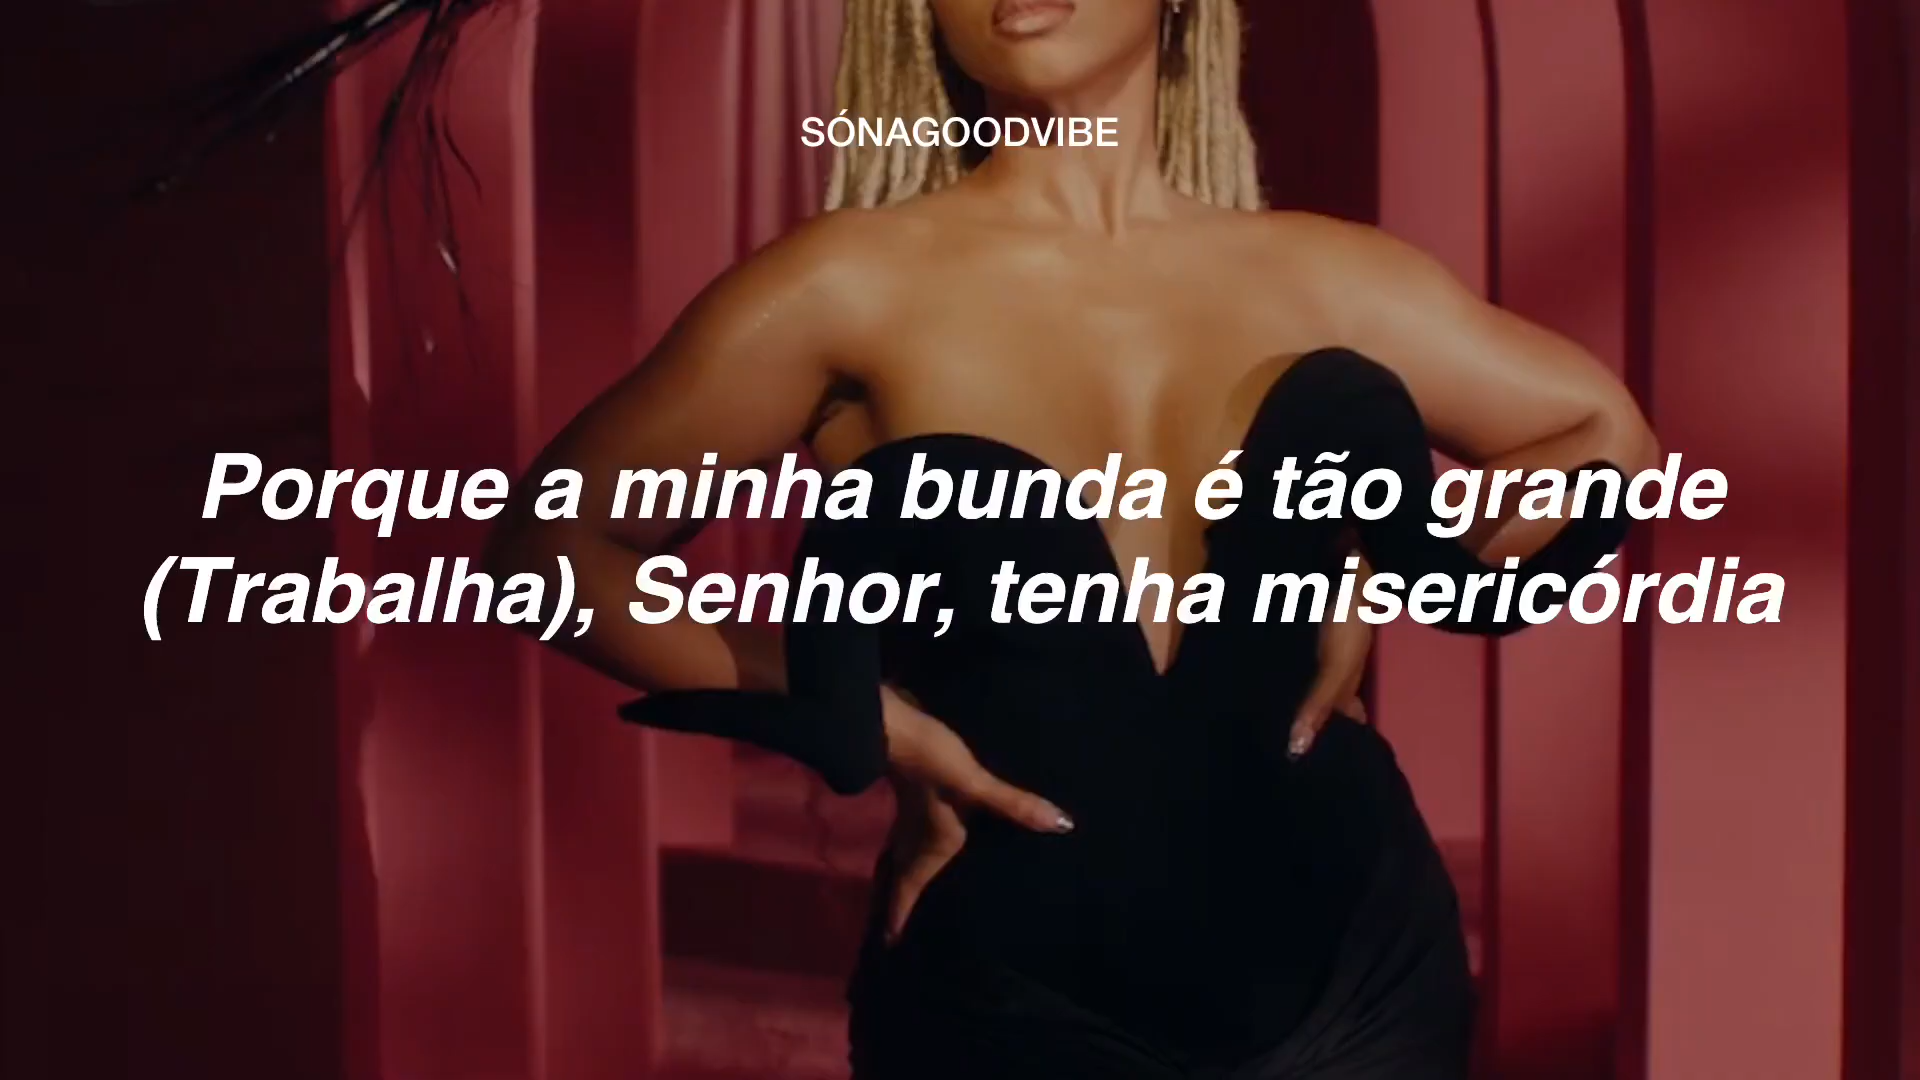 SÓNAGOODVIBE
Porque a minha bunda é tão grande
(Trabalha), Senhor, tenha misericórdia